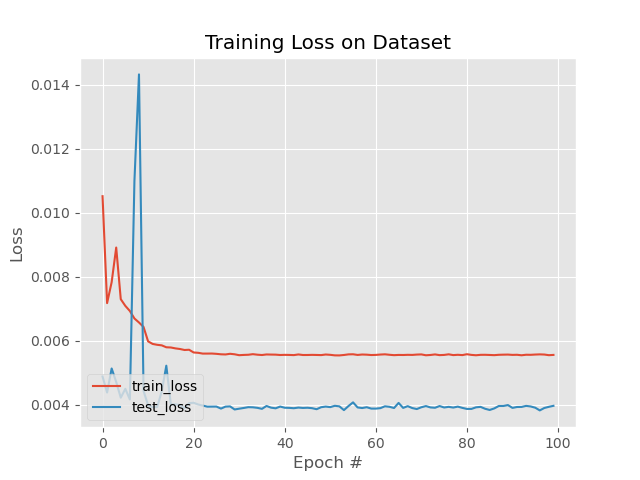 Training Loss on Dataset
0.014
0.012
0.010
0.008
0.006
0.004
Loss
train_loss
test_loss
0 20 40 60 80 100
Epoch #